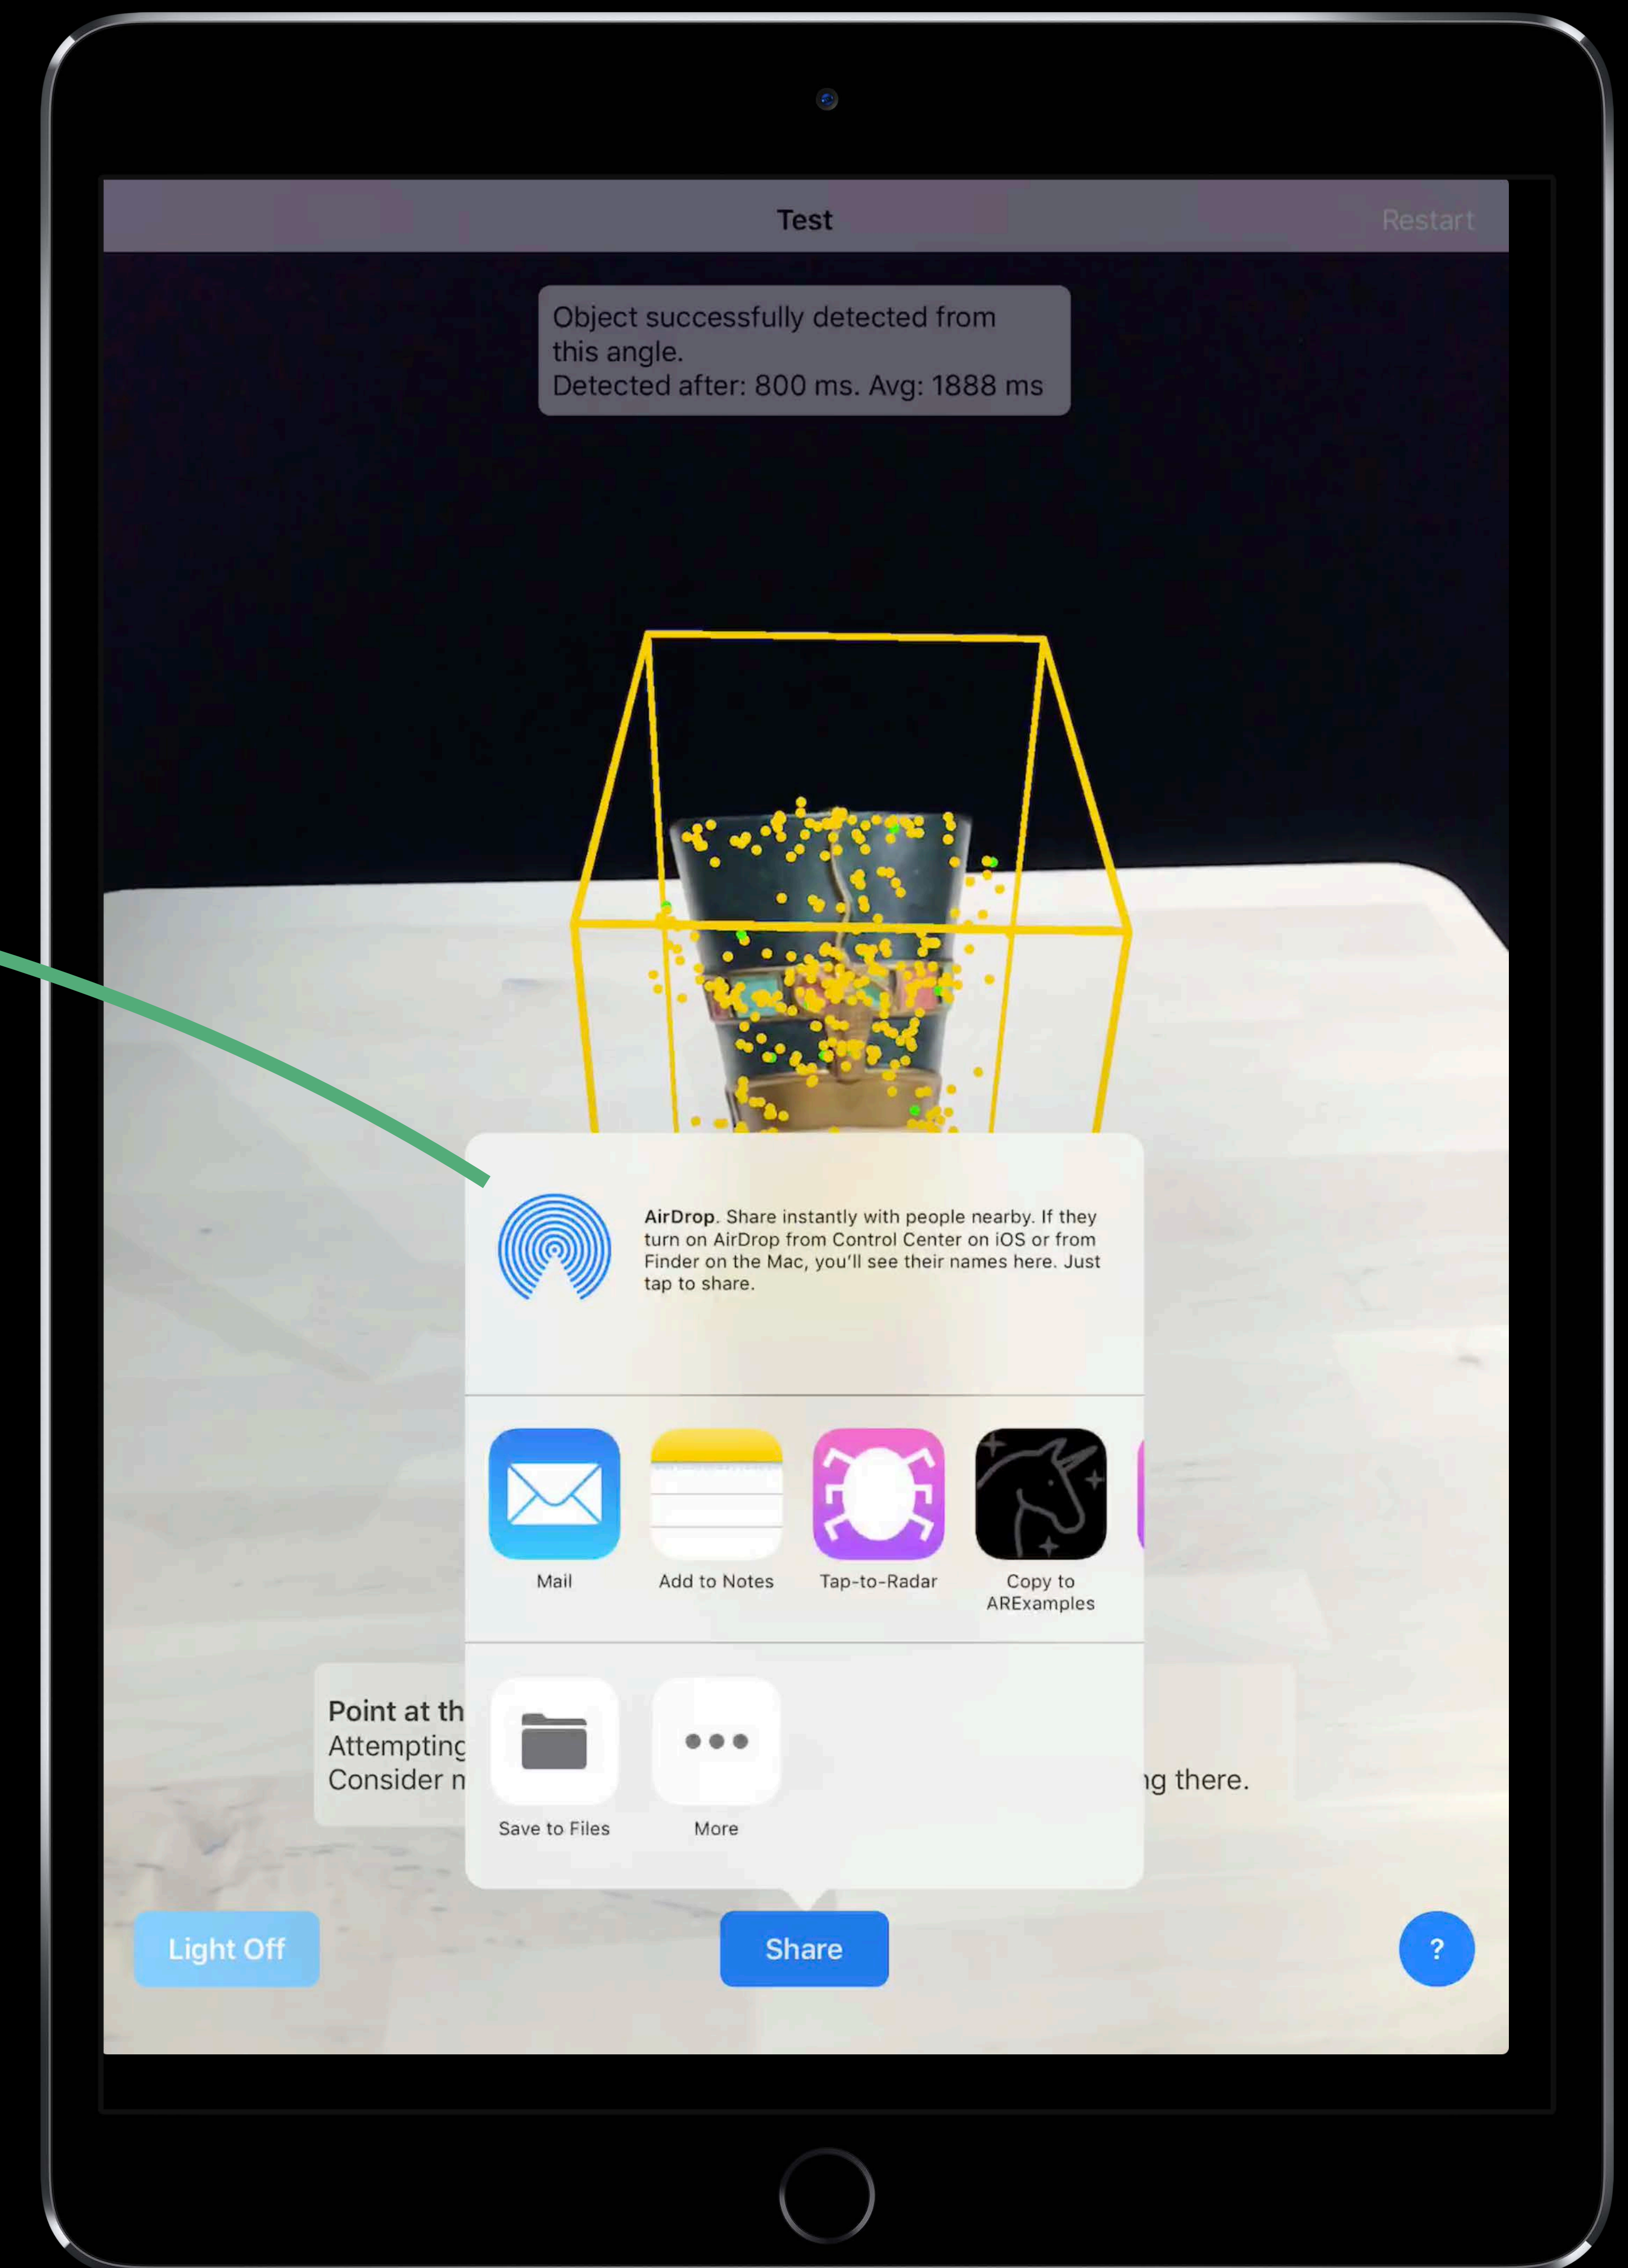 Test
Restart
Object successfully detected from
this angle.
Detected after: 800 ms. Avg: 1888 ms
AirDrop. Share instantly with people nearby. If they
turn on AirDrop from Control Center on iOS or from
Finder on the Mac, you'll see their names here. Just
tap to share.
Mail
Add to Notes
Tap-to-Radar
Copy to
ARExamples
Point at th
Attempting
Consider
ng there.
Save to Files
More
Light Off
Share
?